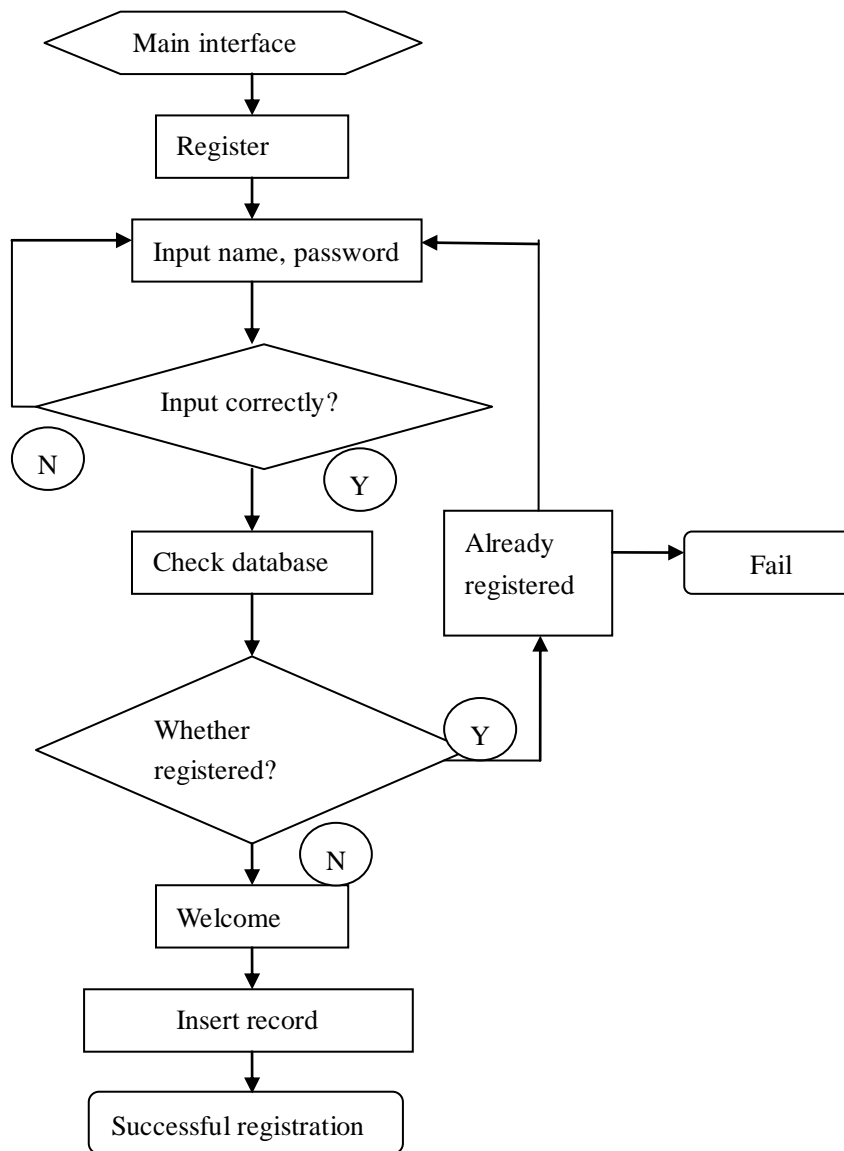 Main interface
Register
Input name, password
Input correctly?
N
Y
Check database
Already
registered
Fail
Whether
registered?
Y
N
Welcome
Insert record
Successful registration